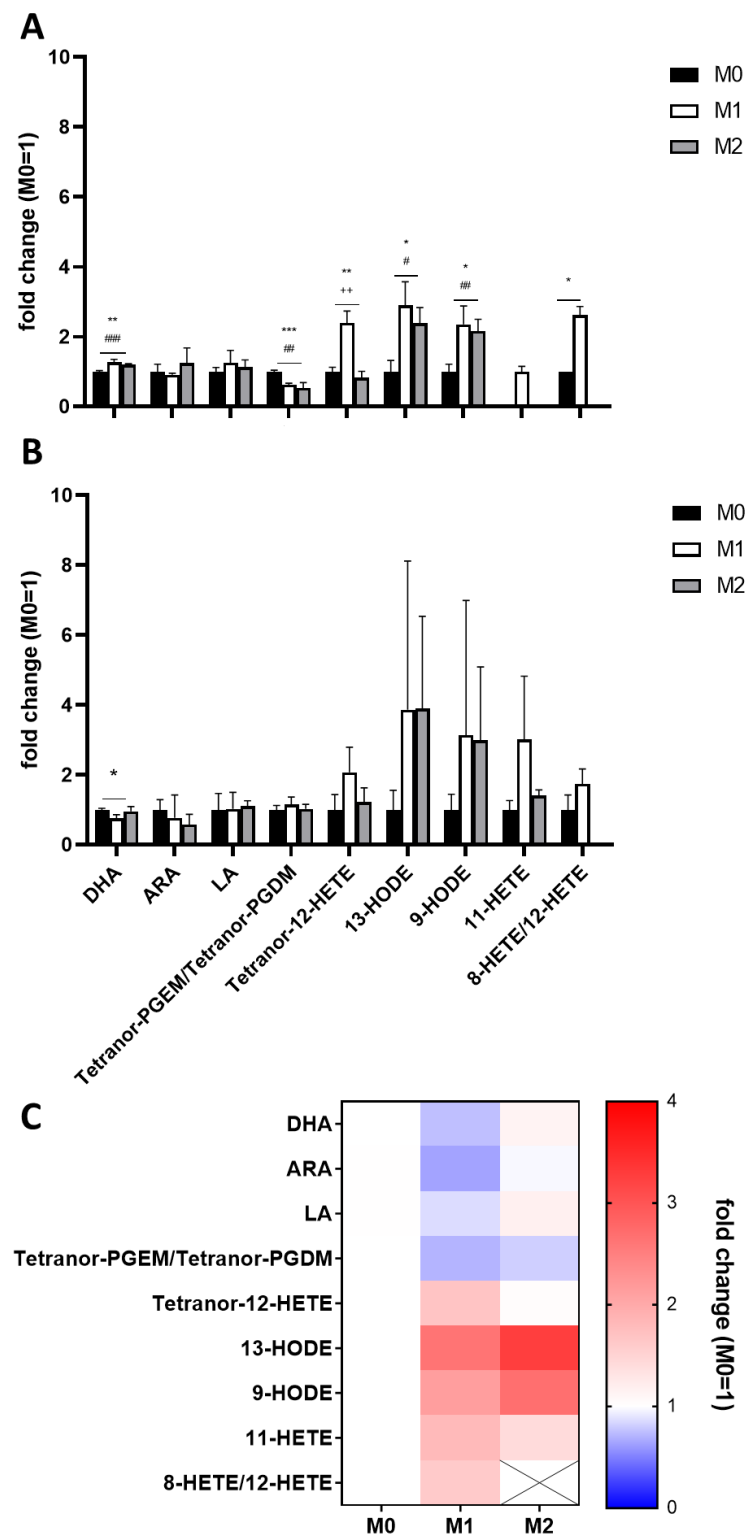 A
10
8
6
4
2
0
fold change (M0=1)
M0
M1
M2
**
###
***
##
**
++
*
#
*
##
*
B
10
8
6
4
2
0
fold change (M0=1)
M0
M1
M2
*
DHA
ARA
LA
Tetranor-PGEM/Tetranor-PGDM
Tetranor-12-HETE
13-HODE
9-HODE
11-HETE
8-HETE/12-HETE
C
DHA
ARA
LA
Tetranor-PGEM/Tetranor-PGDM
Tetranor-12-HETE
13-HODE
9-HODE
11-HETE
8-HETE/12-HETE
M0 M1 M2
4
3
2
1
0
fold change (M0=1)